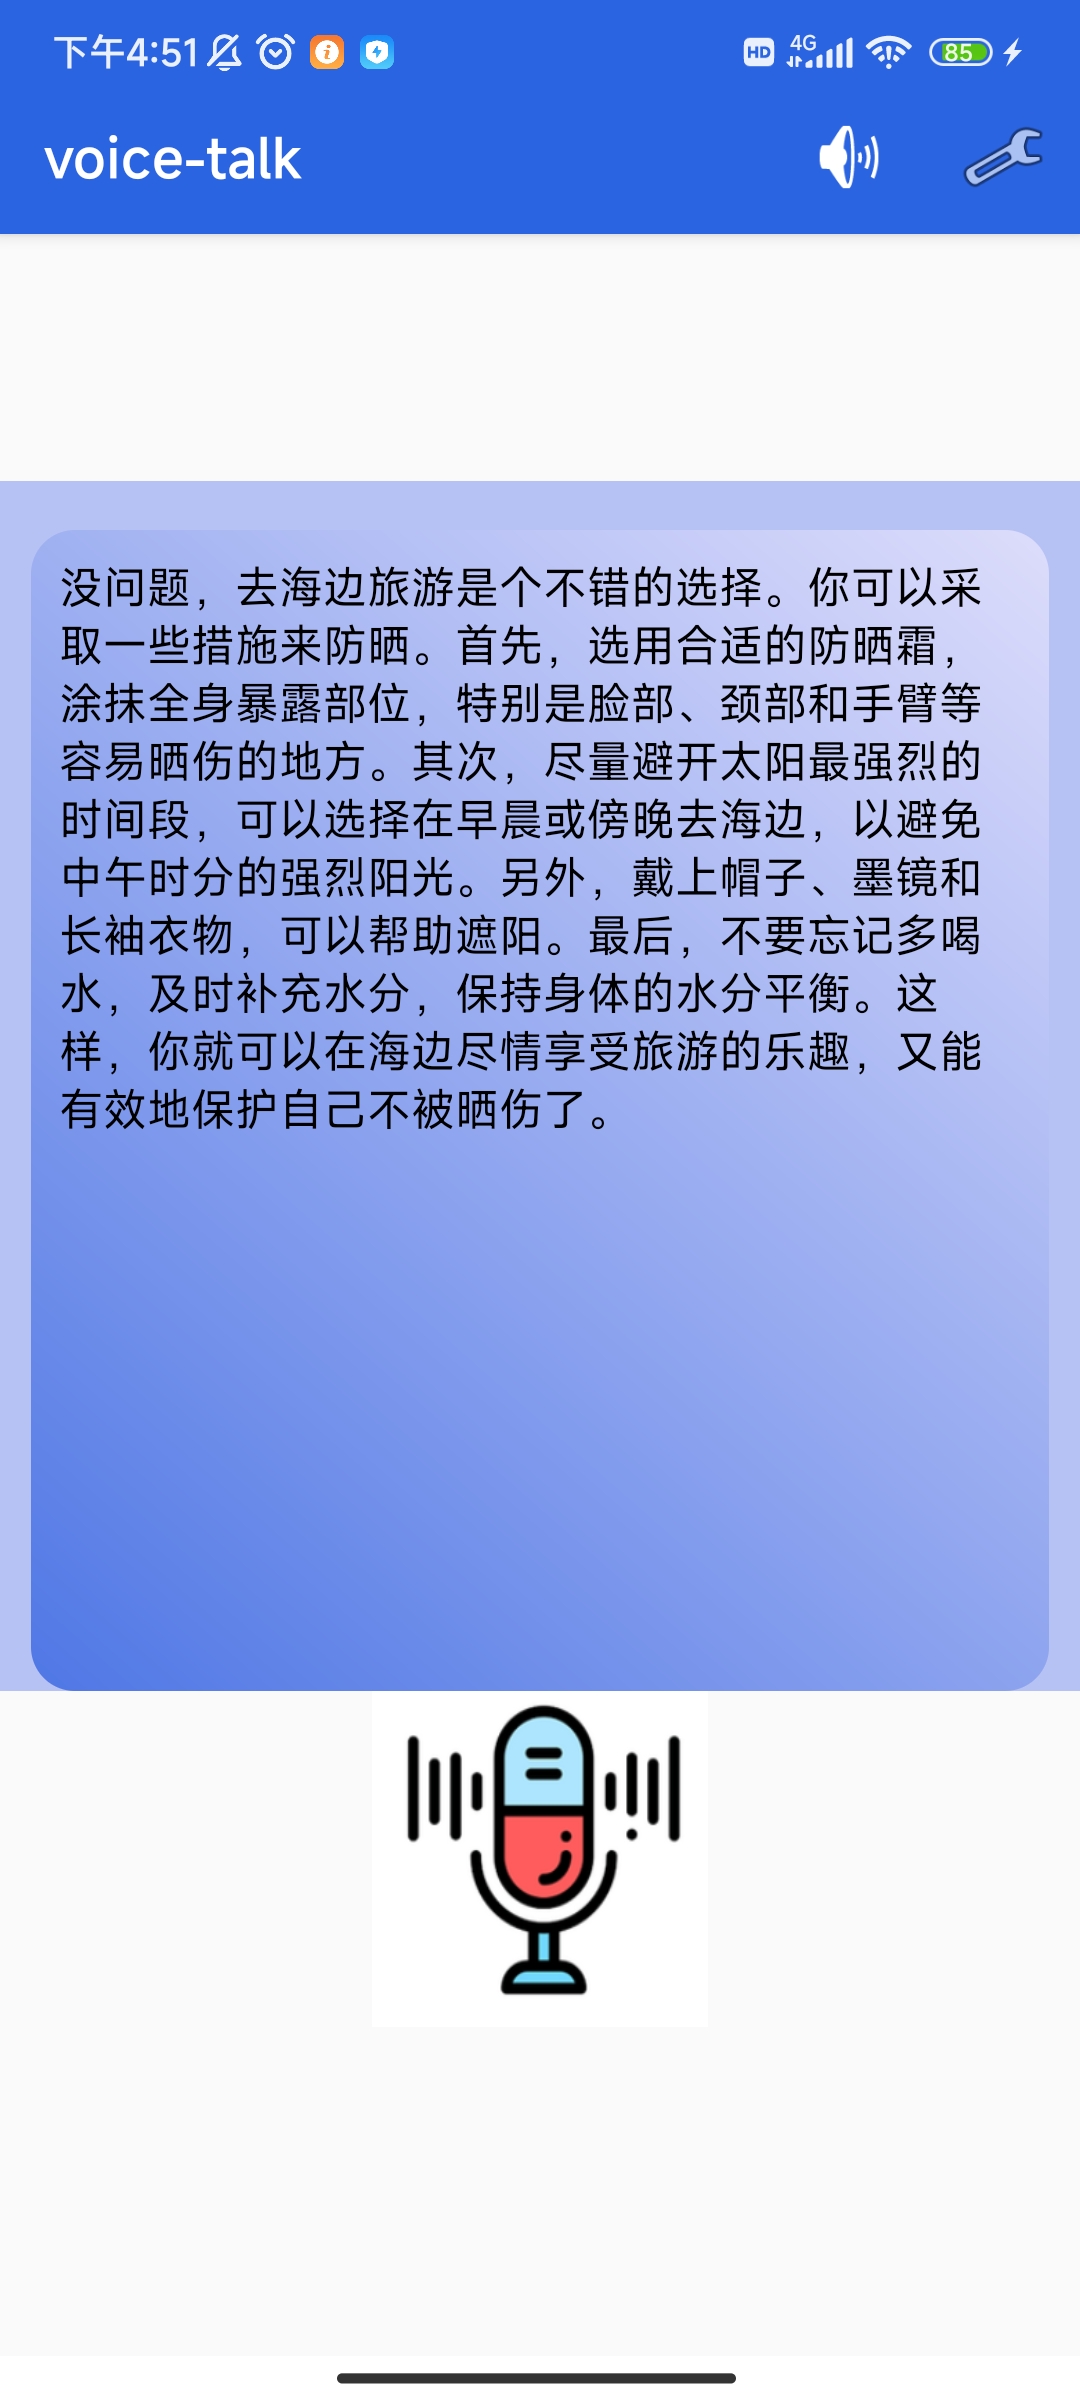 下午4:51
HD
4G
85
voice-talk
没问题，去海边旅游是个不错的选择。你可以采
取一些措施来防晒。首先，选用合适的防晒霜，
涂抹全身暴露部位，特别是脸部、颈部和手臂等
容易晒伤的地方。其次，尽量避开太阳最强烈的
时间段，可以选择在早晨或傍晚去海边，以避免
中午时分的强烈阳光。另外，戴上帽子、墨镜和
长袖衣物，可以帮助遮阳。最后，不要忘记多喝
水，及时补充水分，保持身体的水分平衡。这
样，你就可以在海边尽情享受旅游的乐趣，又能
有效地保护自己不被晒伤了。